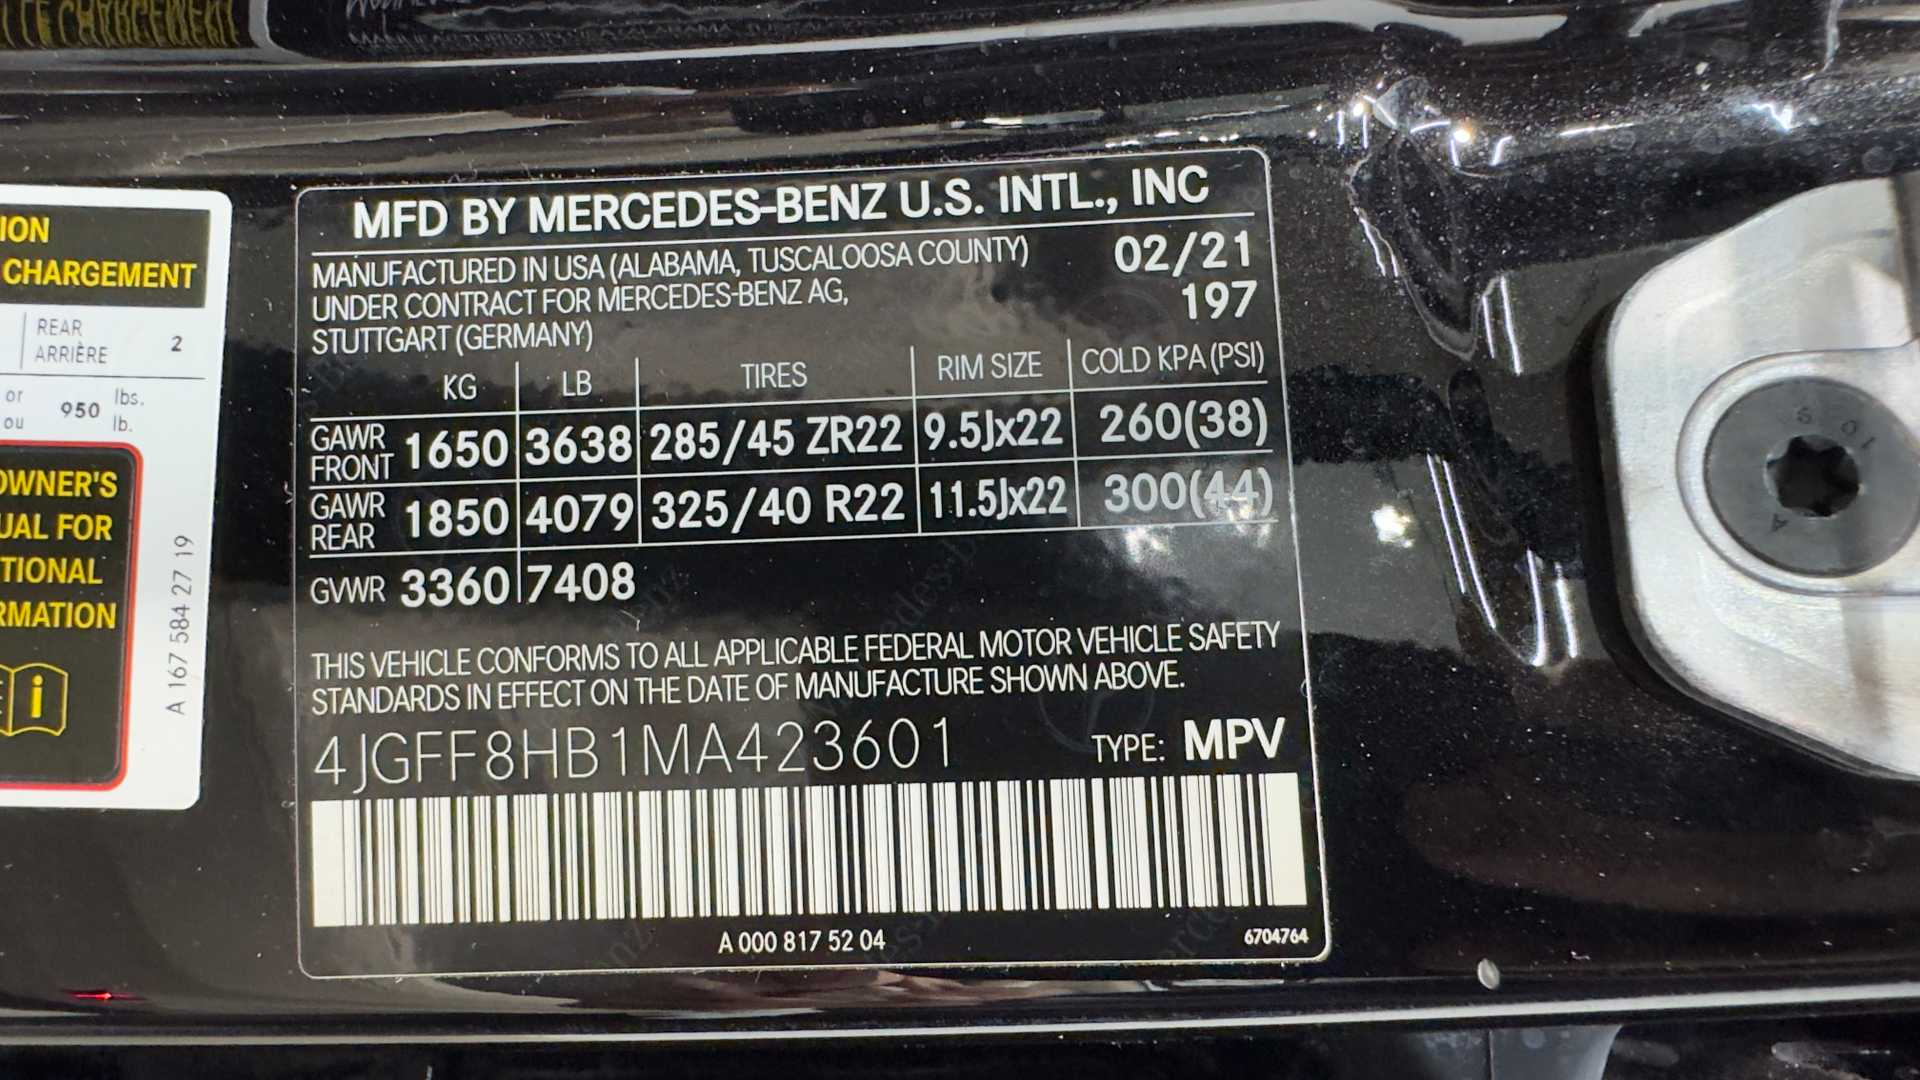 LE CHARGEMENT
ION
CHARGEMENT
REAR
ARRIÈRE 2
or
ou 950 lbs.
lb.
OWNER'S
UAL FOR
TIONAL
RMATION
i
A 167 584 27 19
MFD BY MERCEDES-BENZ U.S. INTL., INC
MANUFACTURED IN USA (ALABAMA, TUSCALOOSA COUNTY) 02/21
UNDER CONTRACT FOR MERCEDES-BENZ AG, 197
STUTTGART (GERMANY)
KG LB TIRES RIM SIZE COLD KPA (PSI)
GAWR FRONT 1650 3638 285/45 ZR22 9.5Jx22 260(38)
GAWR REAR 1850 4079 325/40 R22 11.5Jx22 300(44)
GVWR 3360 7408
THIS VEHICLE CONFORMS TO ALL APPLICABLE FEDERAL MOTOR VEHICLE SAFETY
STANDARDS IN EFFECT ON THE DATE OF MANUFACTURE SHOWN ABOVE.
4JGFF8HB1MA423601 TYPE: MPV
A 000 817 52 04 6704764